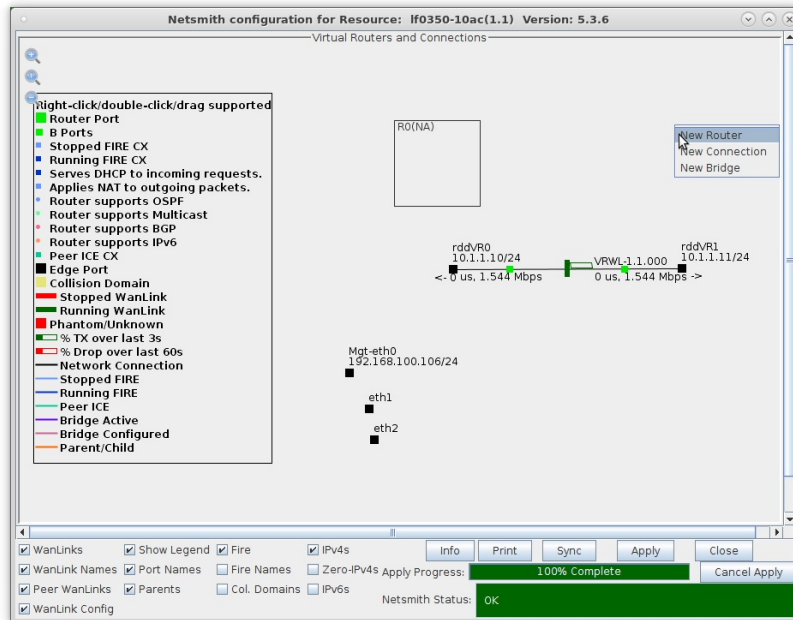 Netsmith configuration for Resource:  lf0350-10ac(1.1)  Version: 5.3.6
Virtual Routers and Connections
Right-click/double-click/drag supported
Router Port
B Ports
Stopped FIRE CX
Running FIRE CX
Serves DHCP to incoming requests.
Applies NAT to outgoing packets.
Router supports OSPF
Router supports Multicast
Router supports BGP
Router supports IPv6
Peer ICE CX
Edge Port
Collision Domain
Stopped WanLink
Running WanLink
Phantom/Unknown
% TX over last 3s
% Drop over last 60s
Network Connection
Stopped FIRE
Running FIRE
Peer ICE
Bridge Active
Bridge Configured
Parent/Child
R0(NA)
New Router
New Connection
New Bridge
rddVR0
10.1.1.10/24
<- 0 us, 1.544 Mbps
VRWL-1.1.000
0 us, 1.544 Mbps ->
rddVR1
10.1.1.11/24
Mgt-eth0
192.168.100.106/24
eth1
eth2
WanLinks Show Legend Fire IPv4s Info Print Sync Apply Close
WanLink Names Port Names Fire Names Zero-IPv4s Apply Progress: 100% Complete Cancel Apply
Peer WanLinks Parents Col. Domains IPv6s Netsmith Status: OK
WanLink Config